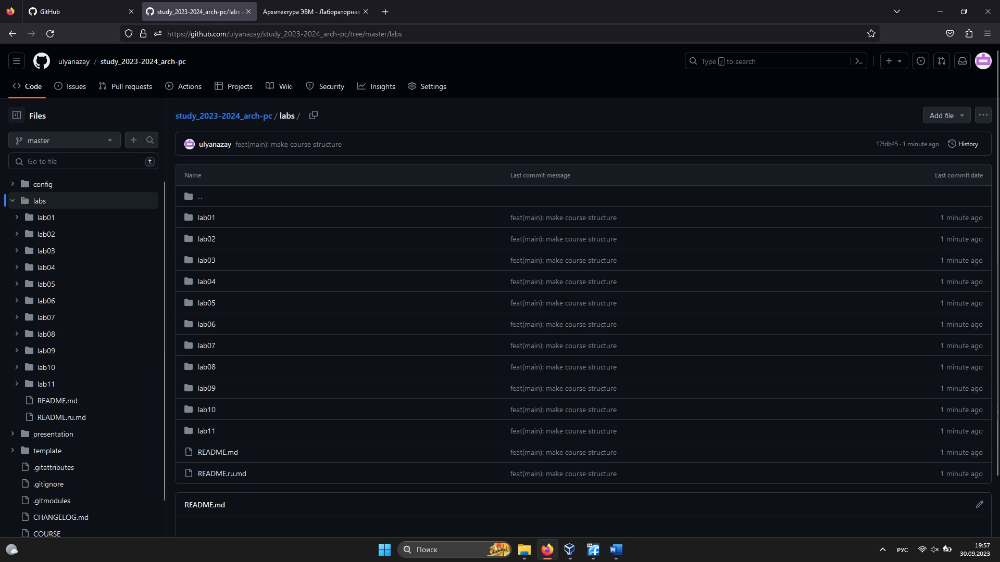 GitHub
study_2023-2024_arch-pc/labs a
Архитектура ЭВМ - Лабораторная
https://github.com/ulyanazay/study_2023-2024_arch-pc/tree/master/labs
ulyanazay / study_2023-2024_arch-pc
Type / to search
Code
Issues
Pull requests
Actions
Projects
Wiki
Security
Insights
Settings
Files
master
Go to file
t
config
labs
lab01
lab02
lab03
lab04
lab05
lab06
lab07
lab08
lab09
lab10
lab11
README.md
README.ru.md
presentation
template
.gitattributes
.gitignore
.gitmodules
CHANGELOG.md
COURSE
study_2023-2024_arch-pc / labs /
Add file
ulyanazay feat(main): make course structure
17fdb45 · 1 minute ago
History
Name Last commit message Last commit date
..
lab01 feat(main): make course structure 1 minute ago
lab02 feat(main): make course structure 1 minute ago
lab03 feat(main): make course structure 1 minute ago
lab04 feat(main): make course structure 1 minute ago
lab05 feat(main): make course structure 1 minute ago
lab06 feat(main): make course structure 1 minute ago
lab07 feat(main): make course structure 1 minute ago
lab08 feat(main): make course structure 1 minute ago
lab09 feat(main): make course structure 1 minute ago
lab10 feat(main): make course structure 1 minute ago
lab11 feat(main): make course structure 1 minute ago
README.md feat(main): make course structure 1 minute ago
README.ru.md feat(main): make course structure 1 minute ago
README.md
Поиск
64
W
РУС
19:57
30.09.2023